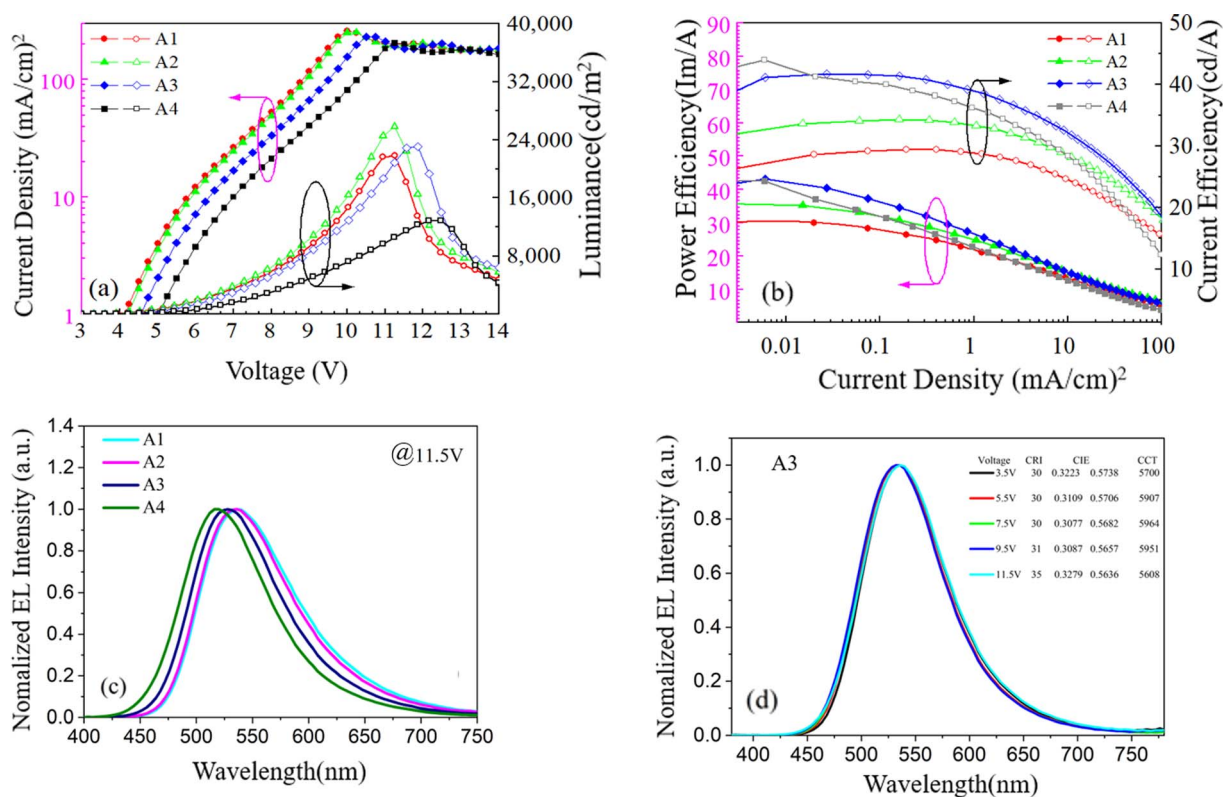 Current Density (mA/cm)2
100
10
1
A1
A2
A3
A4
(a)
40,000
36,000
32,000
28,000
24,000
20,000
16,000
12,000
8,000
Luminance(cd/m2)
3 4 5 6 7 8 9 10 11 12 13 14
Voltage (V)
Power Efficiency(Im/A)
90
80
75
70
60
50
40
30
20
10
A1
A2
A3
A4
(b)
50
40
30
20
10
0
Current Efficiency(cd/A)
0.01 0.1 1 10 100
Current Density (mA/cm)2
Nomalized EL Intensity (a.u.)
1.4
1.2
1.0
0.8
0.6
0.4
0.2
0.0
A1
A2
A3
A4
@11.5V
(c)
400 450 500 550 600 650 700 750
Wavelength(nm)
Nomalized EL Intensity (a.u.)
1.0
0.8
0.6
0.4
0.2
0.0
A3
Voltage CRI CIE CCT
3.5V 30 0.3223 0.5738 5700
5.5V 30 0.3109 0.5706 5907
7.5V 30 0.3077 0.5682 5964
9.5V 31 0.3087 0.5657 5951
11.5V 35 0.3279 0.5636 5608
(d)
400 450 500 550 600 650 700 750
Wavelength(nm)